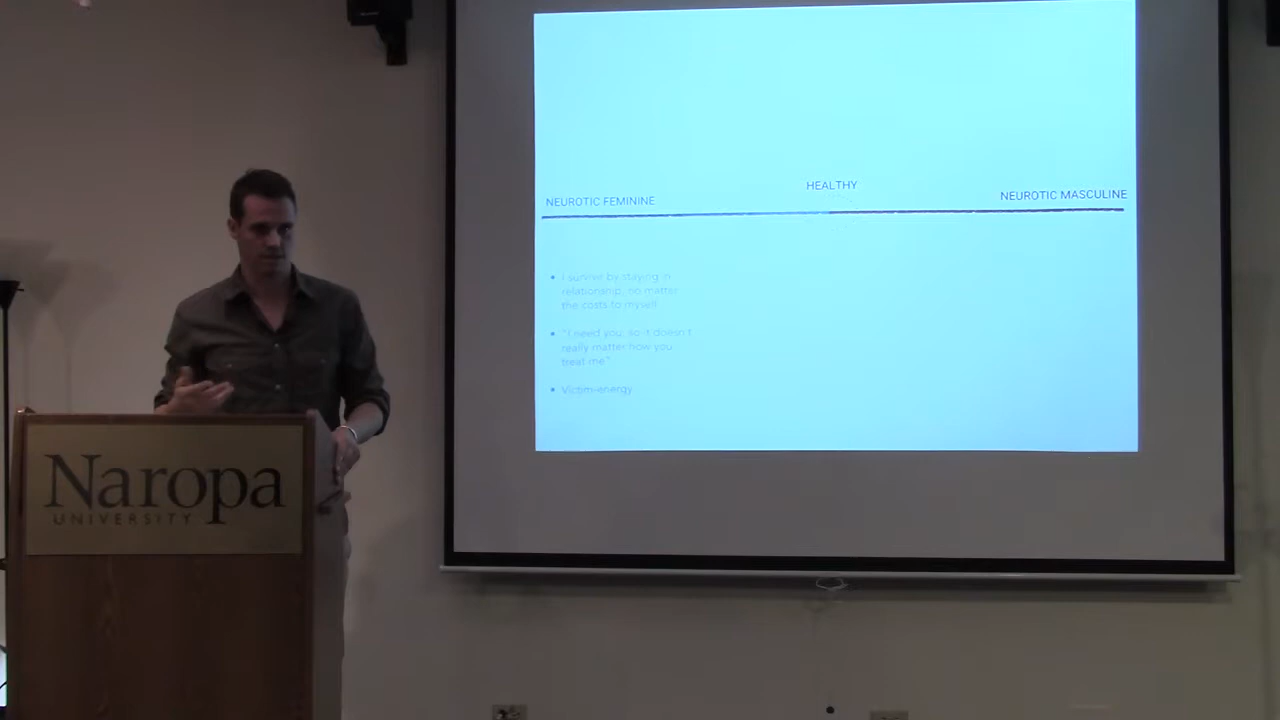 HEALTHY
NEUROTIC FEMININE
NEUROTIC MASCULINE
• I survive by staying in
relationship, no matter
the costs to myself
• "I need you, so it doesn't
really matter how you
treat me"
• Victim-energy
Naropa
UNIVERSITY